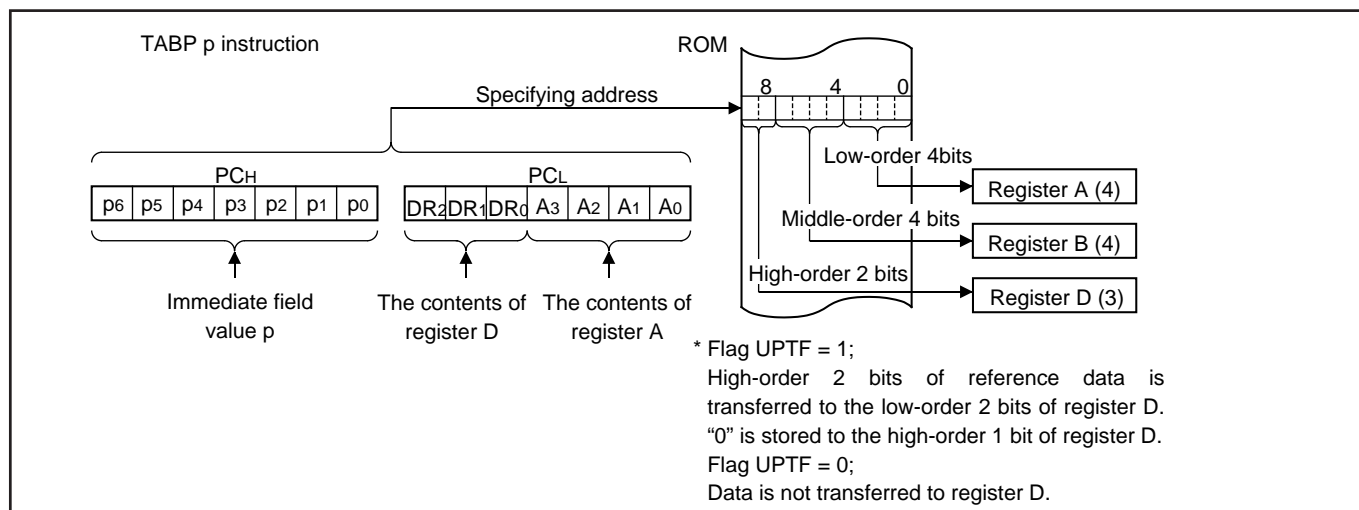 TABP p instruction
ROM
8 4 0
Specifying address
Low-order 4bits
PCH
PCL
Register A (4)
p6 p5 p4 p3 p2 p1 p0
DR2 DR1 DR0 A3 A2 A1 A0
Middle-order 4 bits
Register B (4)
High-order 2 bits
Register D (3)
Immediate field
value p
The contents of
register D
The contents of
register A
* Flag UPTF = 1;
High-order 2 bits of reference data is
transferred to the low-order 2 bits of register D.
“0” is stored to the high-order 1 bit of register D.
Flag UPTF = 0;
Data is not transferred to register D.